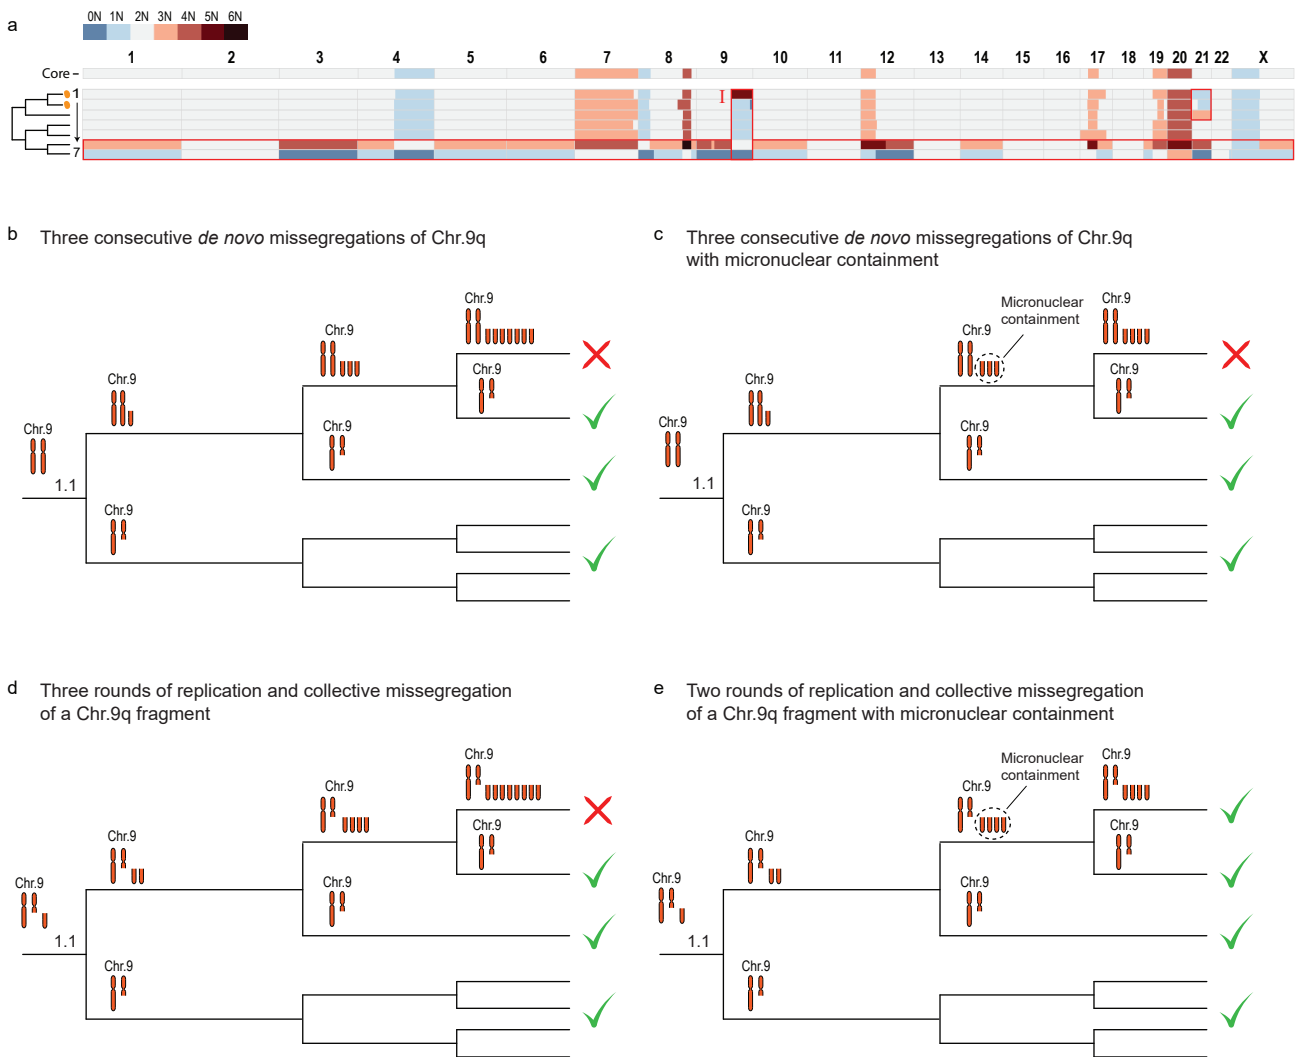 a
0N 1N 2N 3N 4N 5N 6N
1 2 3 4 5 6 7 8 9 10 11 12 13 14 15 16 17 18 19 20 21 22 X
Core
1
I
7
b Three consecutive de novo missegregations of Chr.9q
Chr.9
Chr.9
Chr.9
Chr.9
Chr.9
Chr.9
1.1
Chr.9
c Three consecutive de novo missegregations of Chr.9q
with micronuclear containment
Chr.9
Micronuclear
containment
Chr.9
Chr.9
Chr.9
Chr.9
Chr.9
1.1
Chr.9
d Three rounds of replication and collective missegregation
of a Chr.9q fragment
Chr.9
Chr.9
Chr.9
Chr.9
Chr.9
Chr.9
1.1
Chr.9
e Two rounds of replication and collective missegregation
of a Chr.9q fragment with micronuclear containment
Chr.9
Micronuclear
containment
Chr.9
Chr.9
Chr.9
Chr.9
Chr.9
1.1
Chr.9